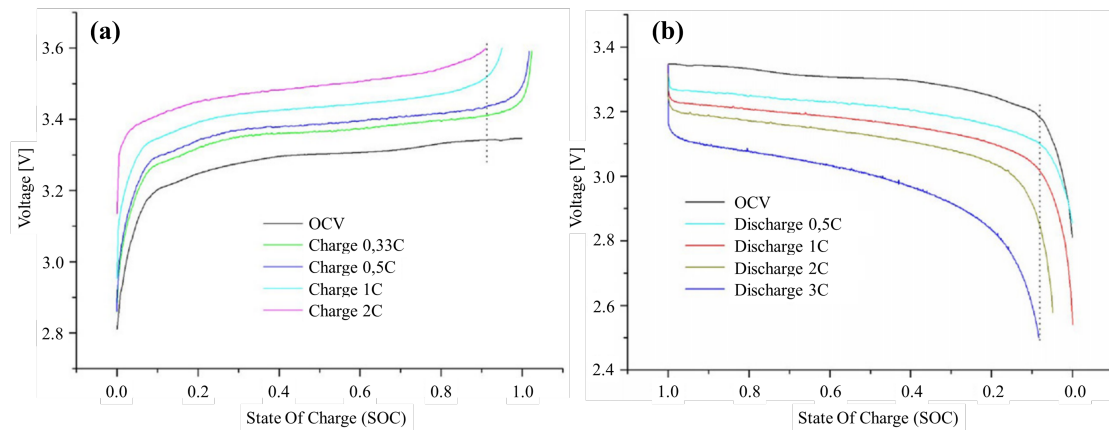 (a)
3.6
3.4
3.2
3.0
2.8
Voltage [V]
OCV
Charge 0,33C
Charge 0,5C
Charge 1C
Charge 2C
0.0 0.2 0.4 0.6 0.8 1.0
State Of Charge (SOC)
(b)
3.4
3.2
3.0
2.8
2.6
2.4
Voltage [V]
OCV
Discharge 0,5C
Discharge 1C
Discharge 2C
Discharge 3C
1.0 0.8 0.6 0.4 0.2 0.0
State Of Charge (SOC)